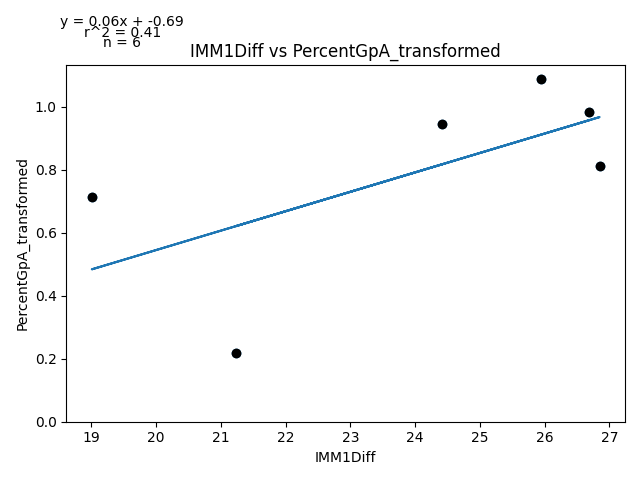 y = 0.06x + -0.69
r^2 = 0.41
n = 6
IMM1Diff vs PercentGpA_transformed
1.0
0.8
0.6
0.4
0.2
0.0
PercentGpA_transformed
19 20 21 22 23 24 25 26 27
IMM1Diff